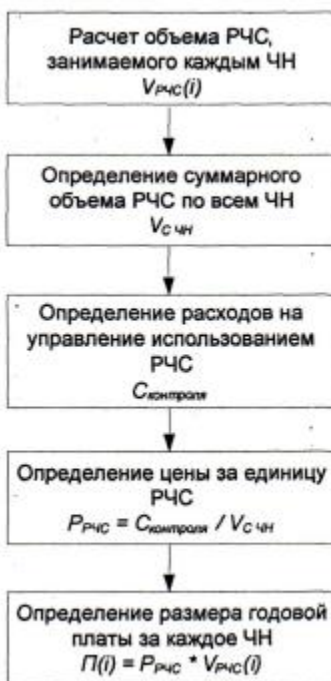 Расчет объема РЧС,
занимаемого каждым ЧН
VРЧС(i)
Определение суммарного
объема РЧС по всем ЧН
VС ЧН
Определение расходов на
управление использованием
РЧС
Cконтроля
Определение цены за единицу
РЧС
PРЧС = Cконтроля / VС ЧН
Определение размера годовой
платы за каждое ЧН
П(i) = PРЧС * VРЧС(i)